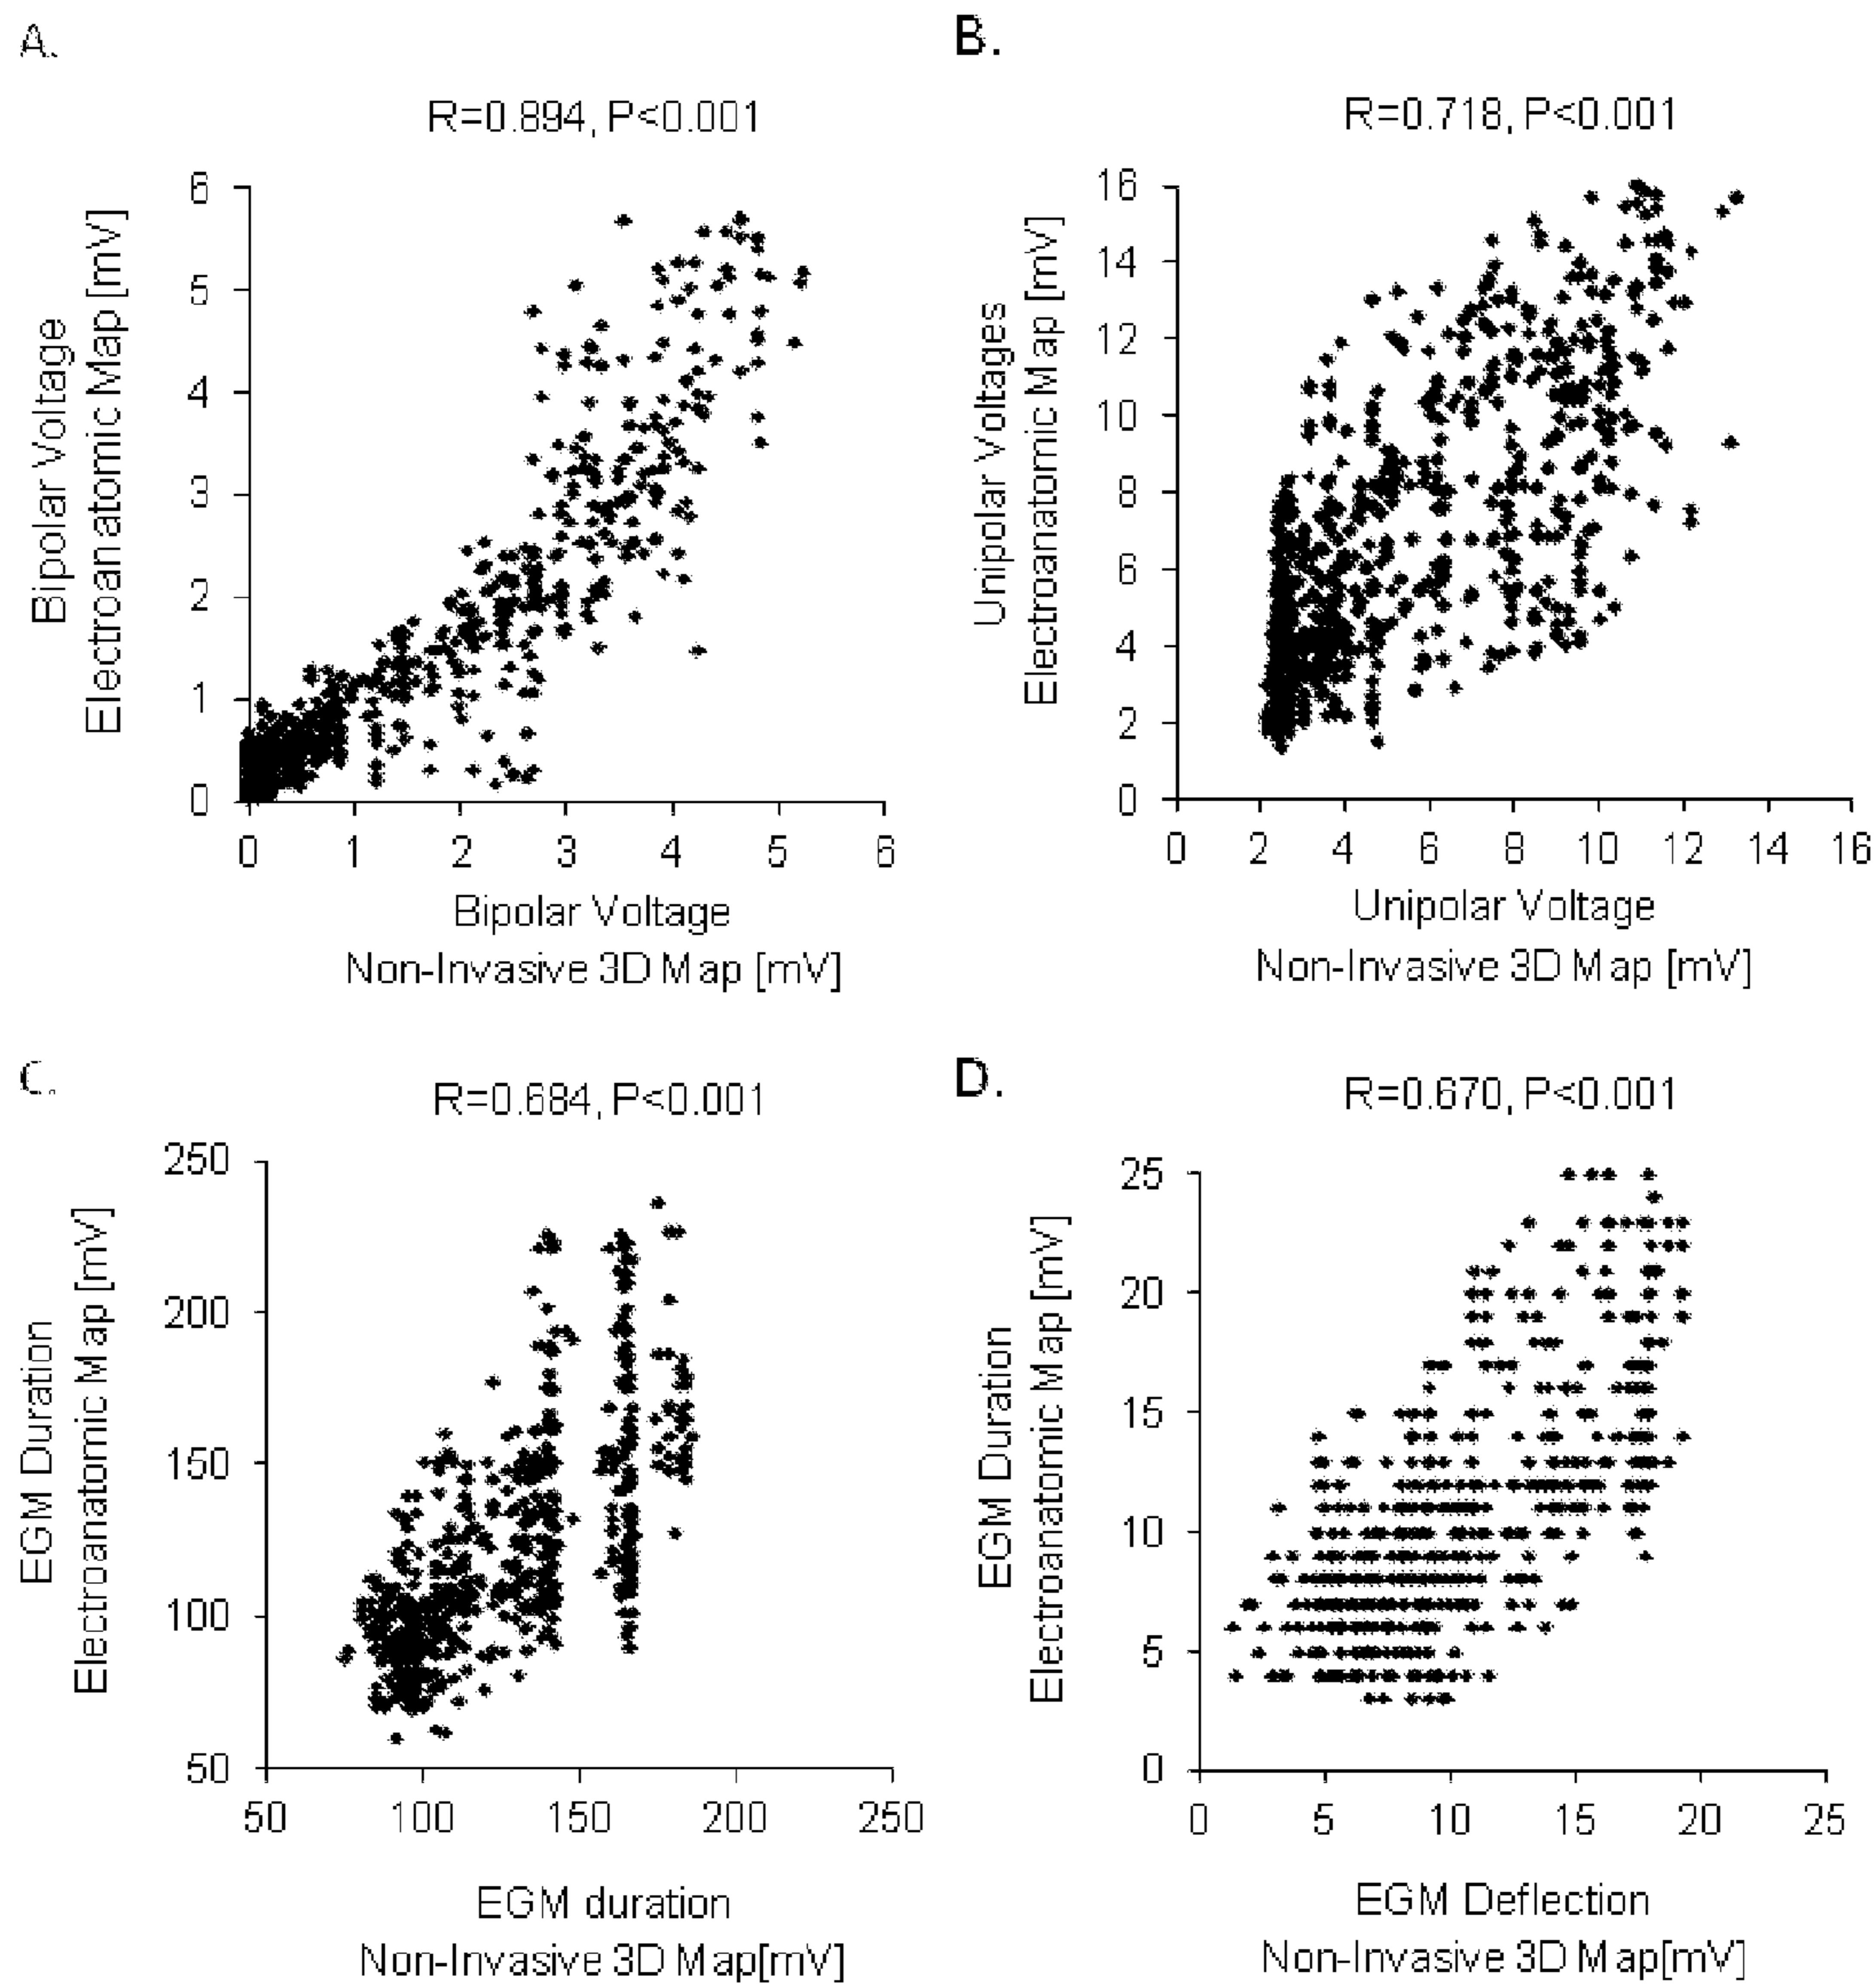 A.
R=0.894, P<0.001
Bipolar Voltage
Electroanatomic Map [mV]
6
5
4
3
2
1
0
0 1 2 3 4 5 6
Bipolar Voltage
Non-Invasive 3D Map [mV]
B.
R=0.718, P<0.001
Unipolar Voltages
Electroanatomic Map [mV]
16
14
12
10
8
6
4
2
0
0 2 4 6 8 10 12 14 16
Unipolar Voltage
Non-Invasive 3D Map [mV]
C.
R=0.684, P<0.001
EGM Duration
Electroanatomic Map [mV]
250
200
150
100
50
50 100 150 200 250
EGM duration
Non-Invasive 3D Map[mV]
D.
R=0.670, P<0.001
EGM Duration
Electroanatomic Map [mV]
25
20
15
10
5
0
0 5 10 15 20 25
EGM Deflection
Non-Invasive 3D Map[mV]